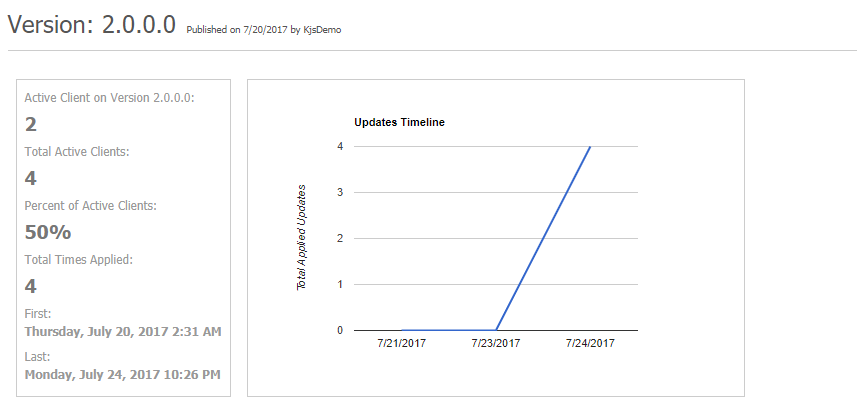 Version: 2.0.0.0 Published on 7/20/2017 by KjsDemo
Active Client on Version 2.0.0.0:
2
Total Active Clients:
4
Percent of Active Clients:
50%
Total Times Applied:
4
First:
Thursday, July 20, 2017 2:31 AM
Last:
Monday, July 24, 2017 10:26 PM
Updates Timeline
Total Applied Updates
4
3
2
1
0
7/21/2017 7/23/2017 7/24/2017